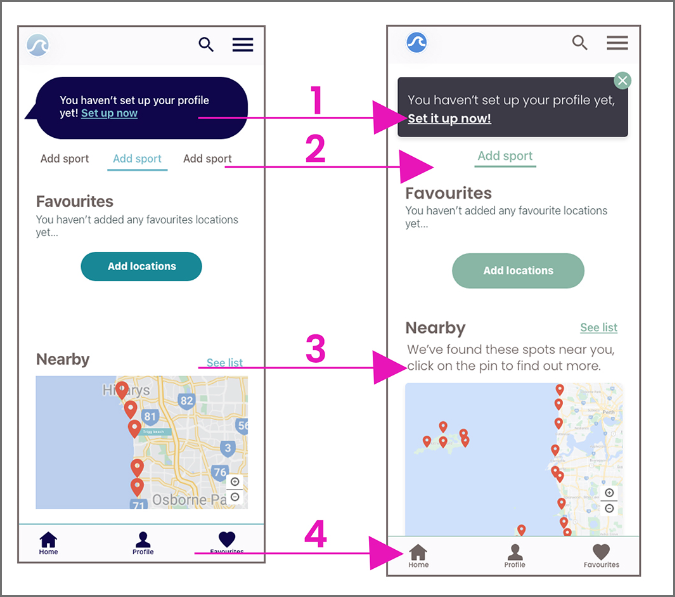 You haven't set up your profile
yet! Set up now
Add sport
Add sport
Add sport
Favourites
You haven't added any favourites locations
yet...
Add locations
Nearby
See list
Hillarys
82
81
56
3
76
71
Osborne Pa
Home
Profile
Favourites
1
2
3
4
You haven't set up your profile yet,
Set it up now!
Add sport
Favourites
You haven't added any favourite locations
yet...
Add locations
Nearby
See list
We've found these spots near you,
click on the pin to find out more.
Home
Profile
Favourites